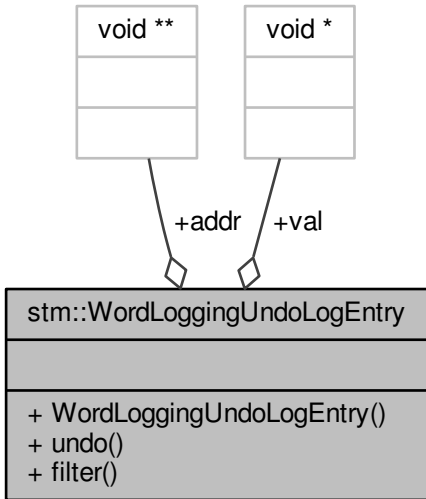 void **
void *
+addr
+val
stm::WordLoggingUndoLogEntry
+ WordLoggingUndoLogEntry()
+ undo()
+ filter()